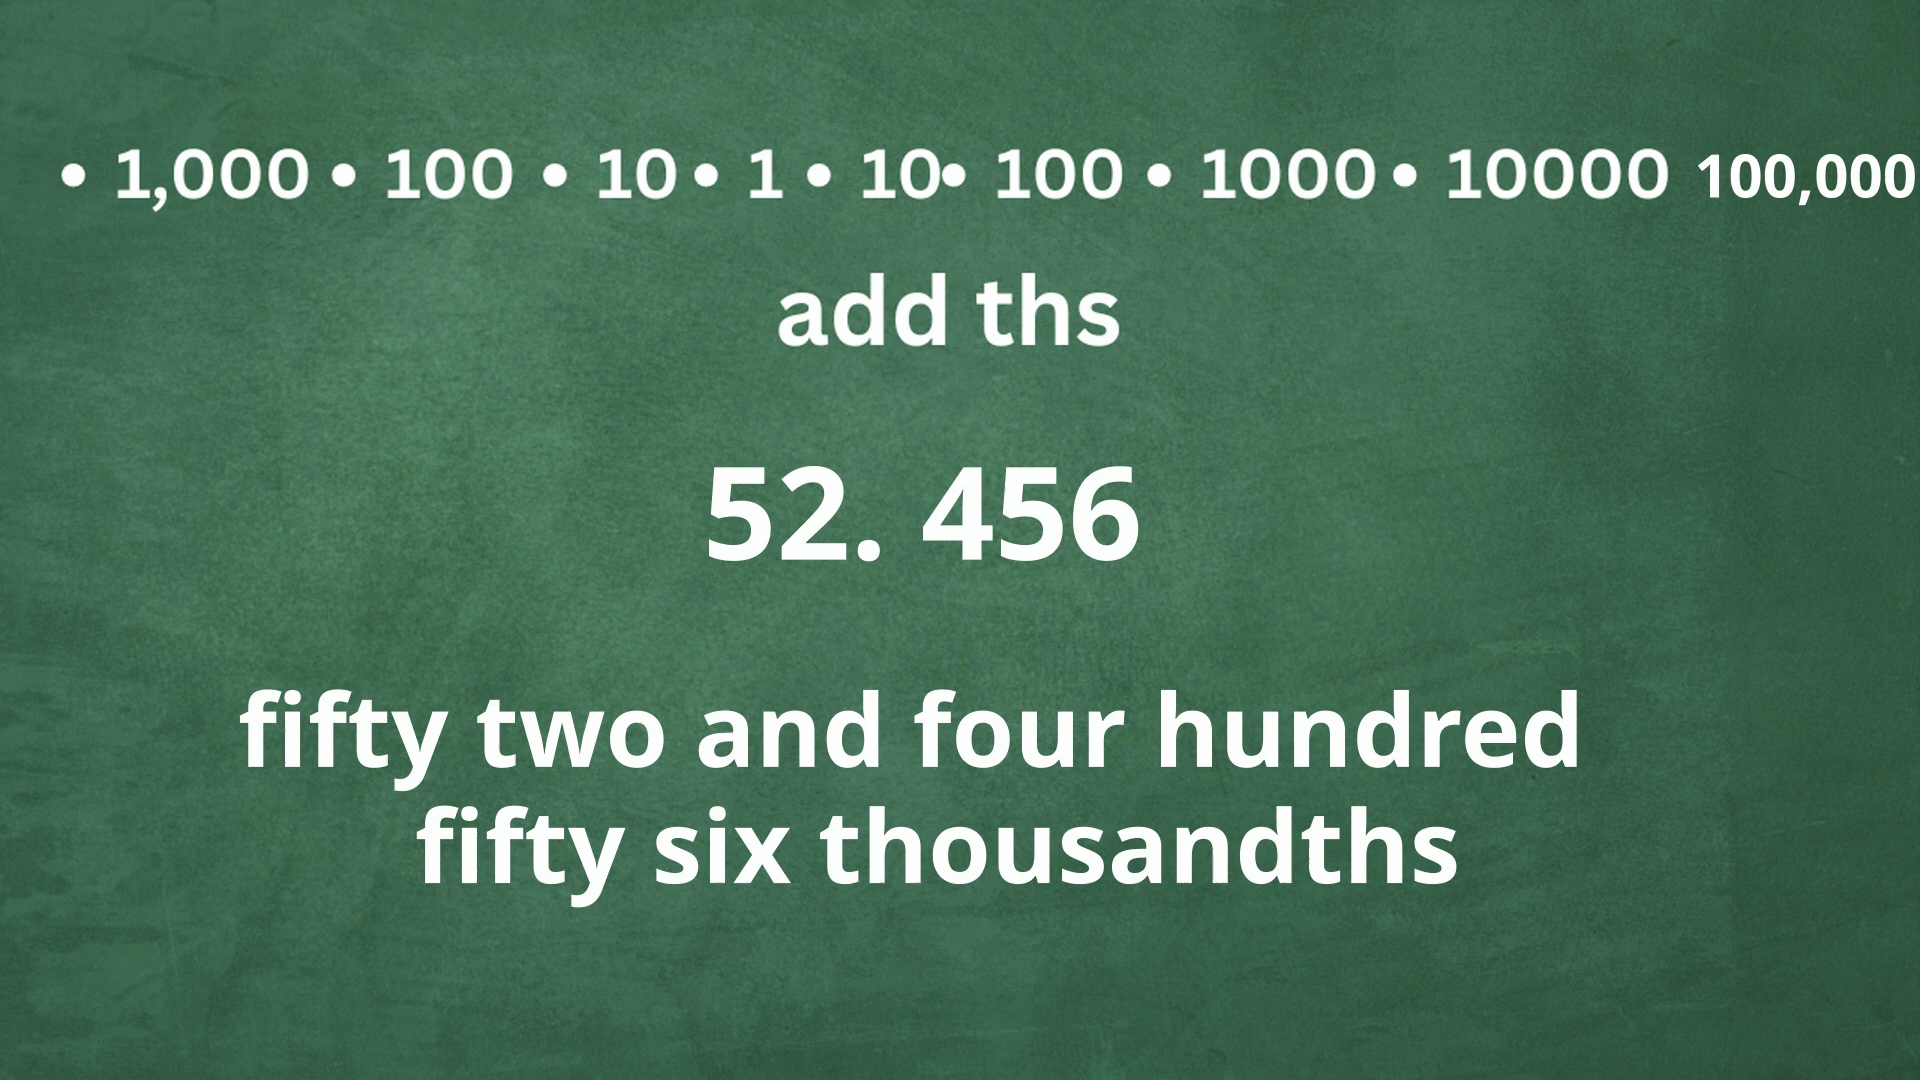 • 1,000 • 100 • 10 • 1 • 10• 100 • 1000 • 10000 100,000
add ths
52. 456
fifty two and four hundred
fifty six thousandths